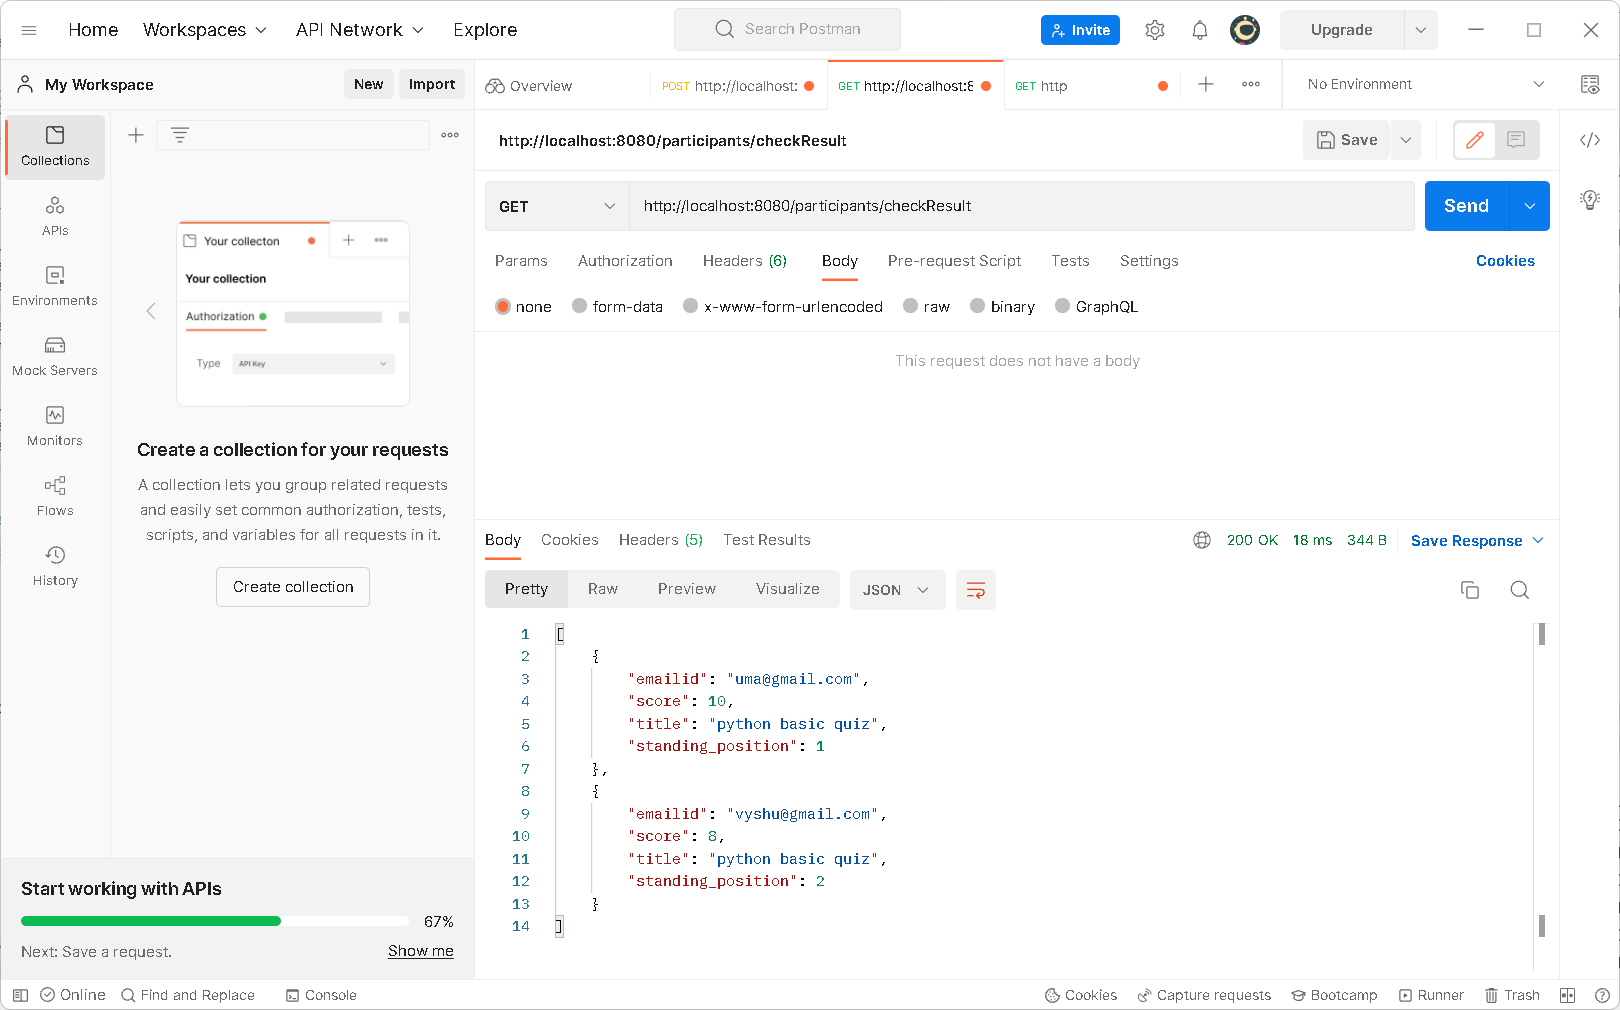 Home Workspaces API Network Explore Search Postman Invite Upgrade
My Workspace New Import Overview POST http://localhost: GET http://localhost:8 GET http No Environment
Collections
APIs
Environments
Mock Servers
Monitors
Flows
History
Your collecton
Your collection
Authorization
Type API Key
Create a collection for your requests
A collection lets you group related requests
and easily set common authorization, tests,
scripts, and variables for all requests in it.
Create collection
Start working with APIs
67%
Next: Save a request. Show me
http://localhost:8080/participants/checkResult Save
GET http://localhost:8080/participants/checkResult Send
Params Authorization Headers (6) Body Pre-request Script Tests Settings Cookies
none form-data x-www-form-urlencoded raw binary GraphQL
This request does not have a body
Body Cookies Headers (5) Test Results 200 OK 18 ms 344 B Save Response
Pretty Raw Preview Visualize JSON
1 [
2 {
3 "emailid": "uma@gmail.com",
4 "score": 10,
5 "title": "python basic quiz",
6 "standing_position": 1
7 },
8 {
9 "emailid": "vyshu@gmail.com",
10 "score": 8,
11 "title": "python basic quiz",
12 "standing_position": 2
13 }
14 ]
Online Find and Replace Console Cookies Capture requests Bootcamp Runner Trash